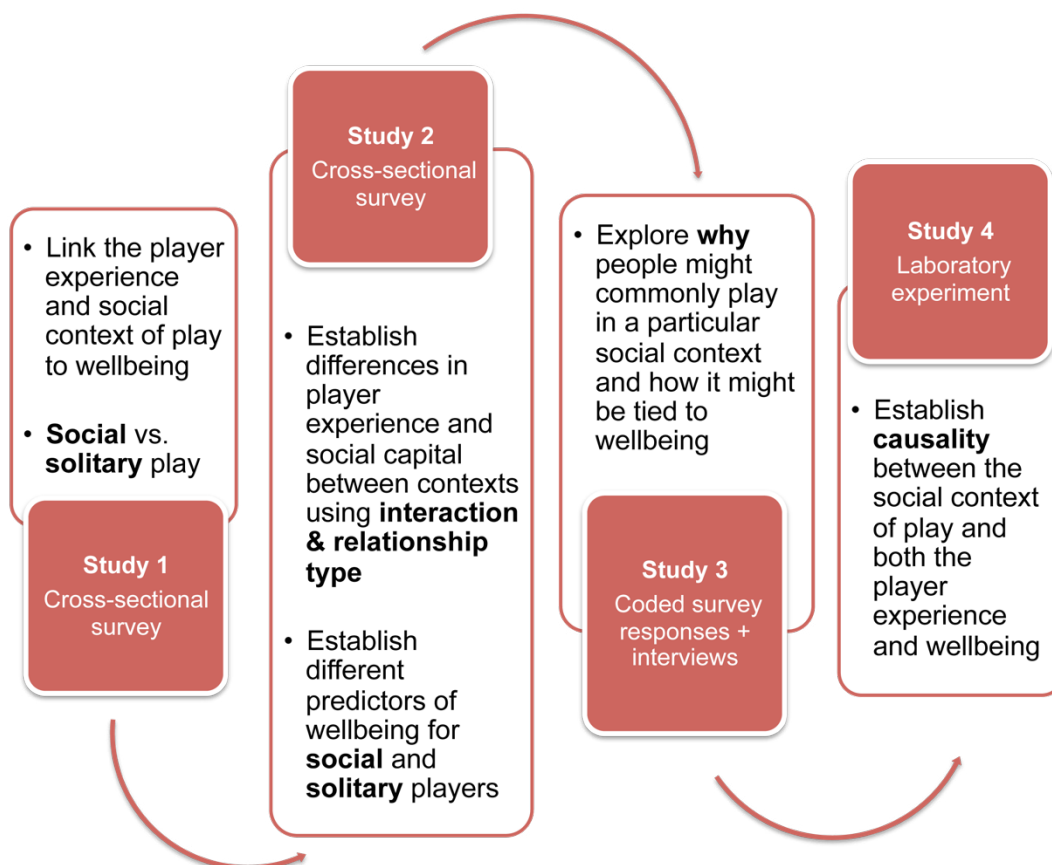 • Link the player
experience
and social
context of play
to wellbeing
• Social vs.
solitary play
Study 1
Cross-sectional
survey
Study 2
Cross-sectional
survey
• Establish
differences in
player
experience and
social capital
between contexts
using interaction
& relationship
type
• Establish
different
predictors of
wellbeing for
social and
solitary players
• Explore why
people might
commonly play
in a particular
social context
and how it might
be tied to
wellbeing
Study 3
Coded survey
responses +
interviews
Study 4
Laboratory
experiment
• Establish
causality
between the
social context
of play and
both the
player
experience
and wellbeing